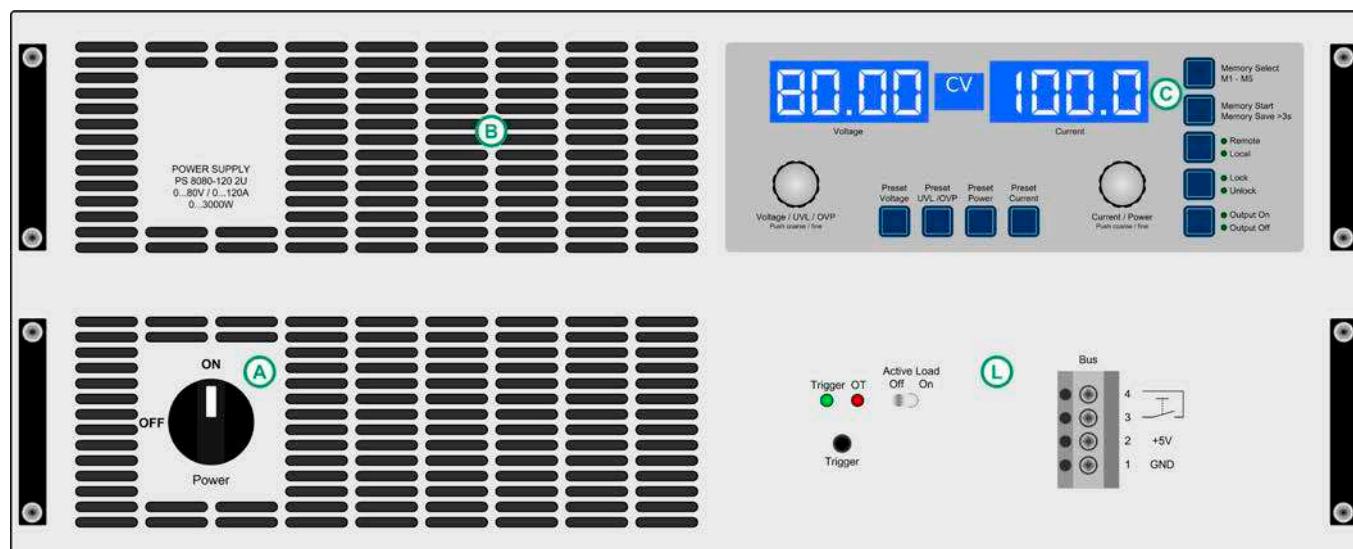 POWER SUPPLY
PS 8080-120 2U
0...80V / 0...120A
0...3000W
B
80.00
CV
100.0
C
Voltage
Current
Memory Select
M1 - M5
Memory Start
Memory Save >3s
Remote
Local
Lock
Unlock
Output On
Output Off
Voltage / UVL / OVP
Push coarse / fine
Preset
Voltage
Preset
UVL /OVP
Preset
Power
Preset
Current
Current / Power
Push coarse / fine
ON
A
OFF
Power
Trigger
OT
Active Load
Off On
Trigger
L
Bus
4
3
2 +5V
1 GND